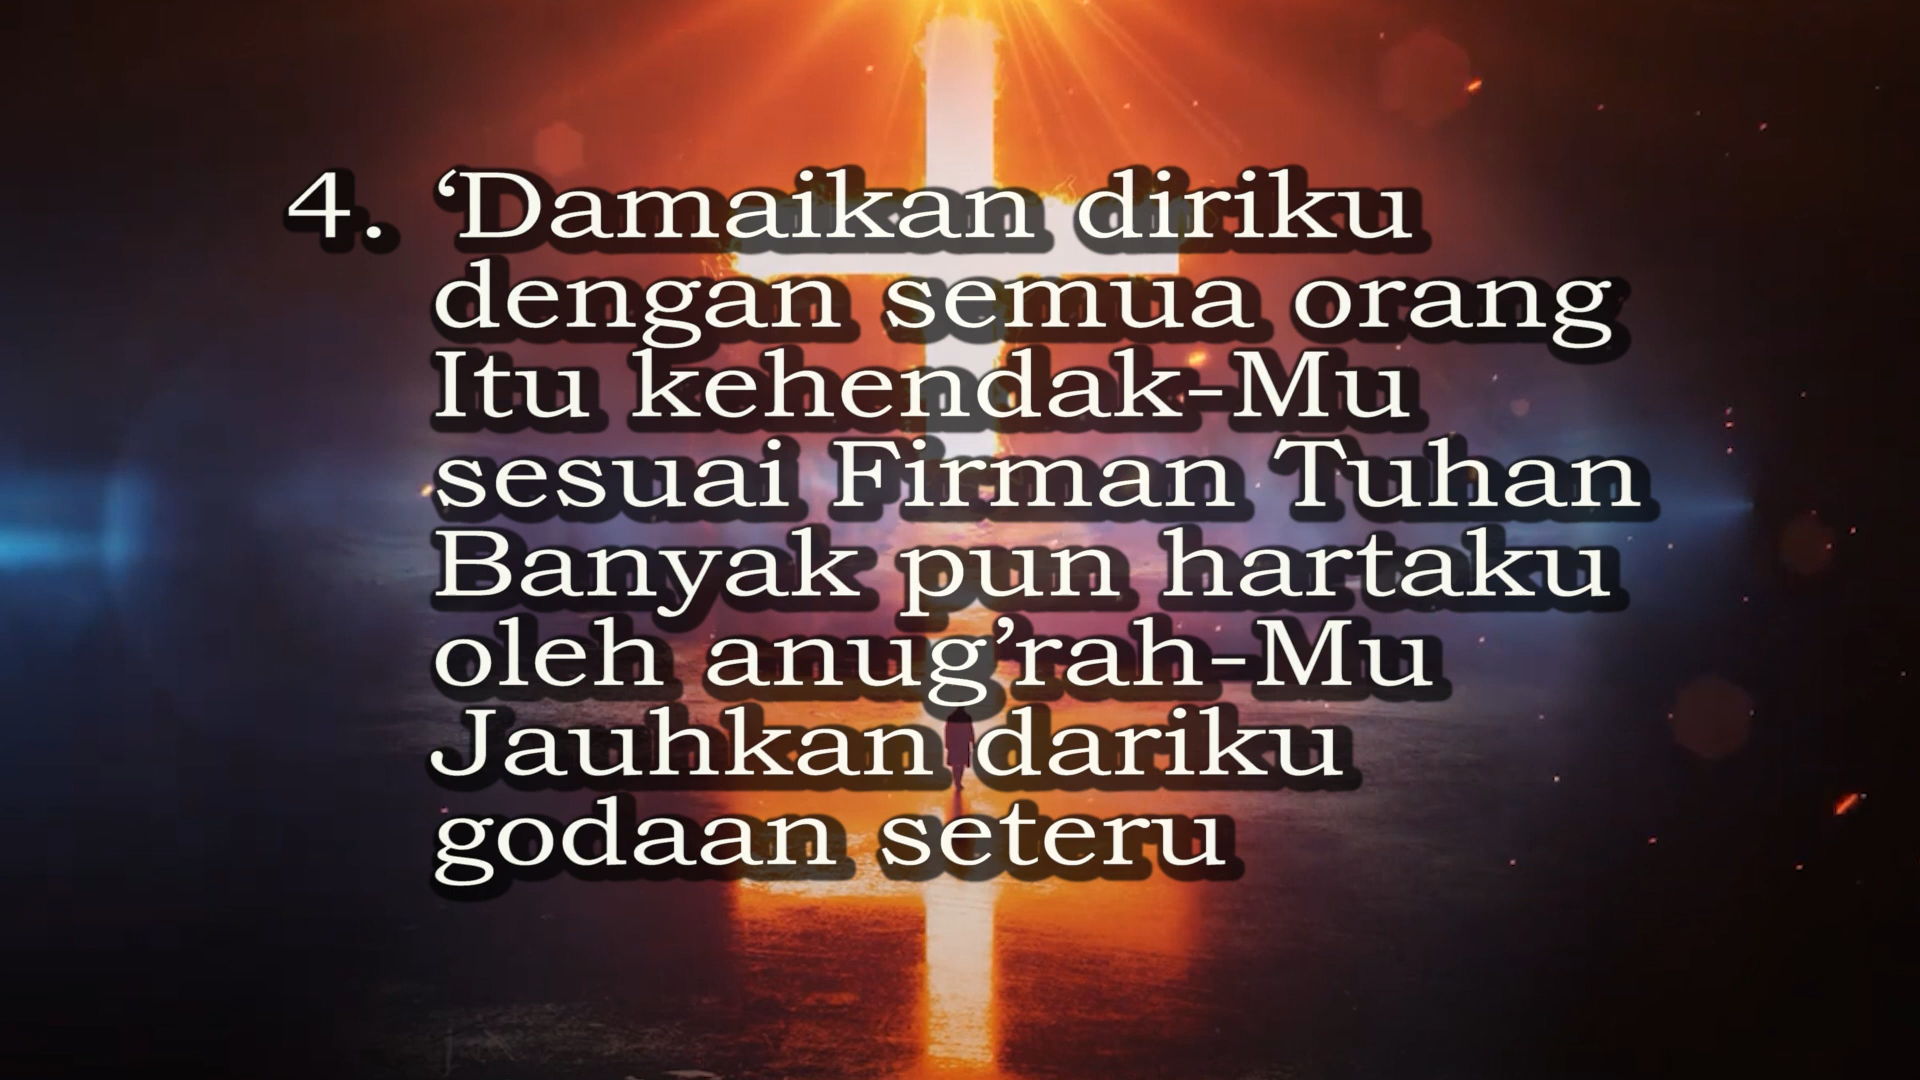 4. ‘Damaikan diriku
dengan semua orang
Itu kehendak-Mu
sesuai Firman Tuhan
Banyak pun hartaku
oleh anug’rah-Mu
Jauhkan dariku
godaan seteru